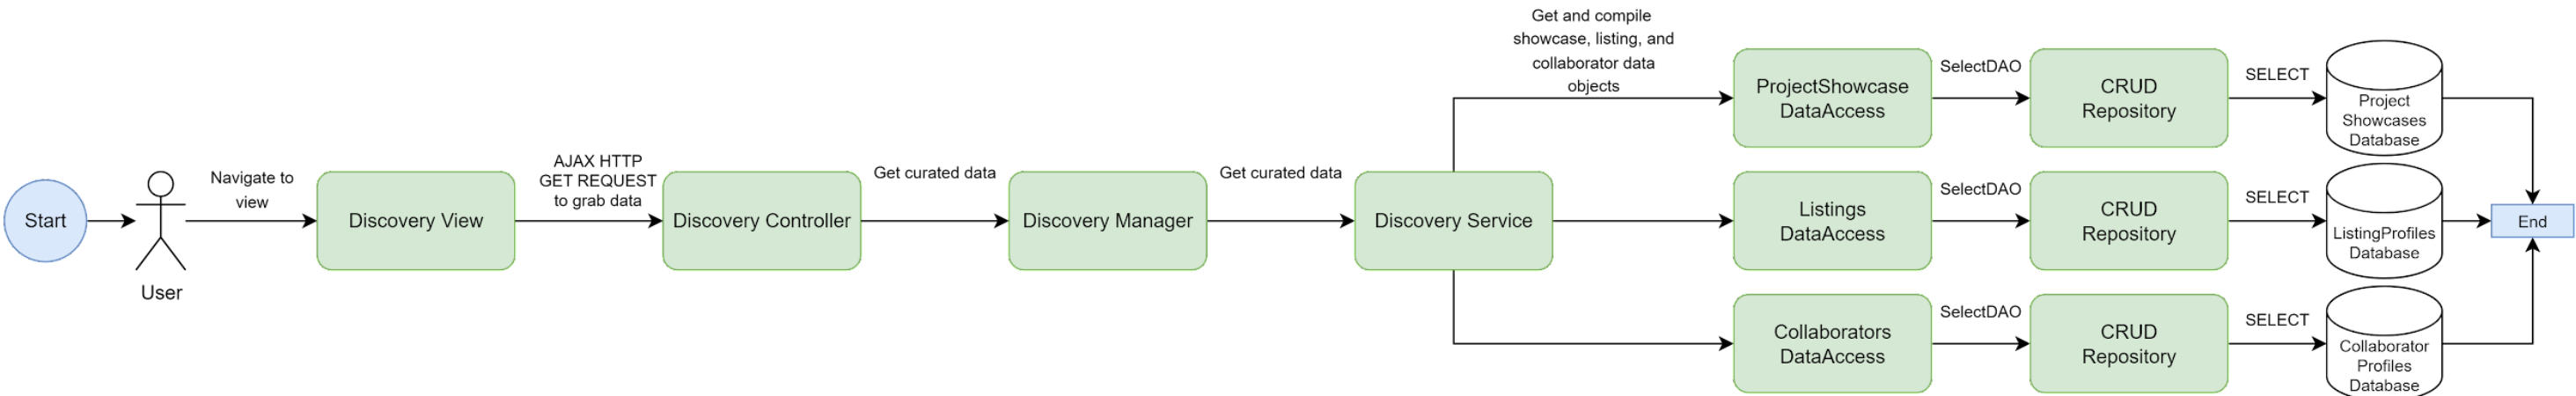 Start
User
Navigate to
view
Discovery View
AJAX HTTP
GET REQUEST
to grab data
Discovery Controller
Get curated data
Discovery Manager
Get curated data
Discovery Service
Get and compile
showcase, listing, and
collaborator data
objects
ProjectShowcase
DataAccess
SelectDAO
CRUD
Repository
SELECT
Project
Showcases
Database
Listings
DataAccess
SelectDAO
CRUD
Repository
SELECT
ListingProfiles
Database
Collaborators
DataAccess
SelectDAO
CRUD
Repository
SELECT
Collaborator
Profiles
Database
End